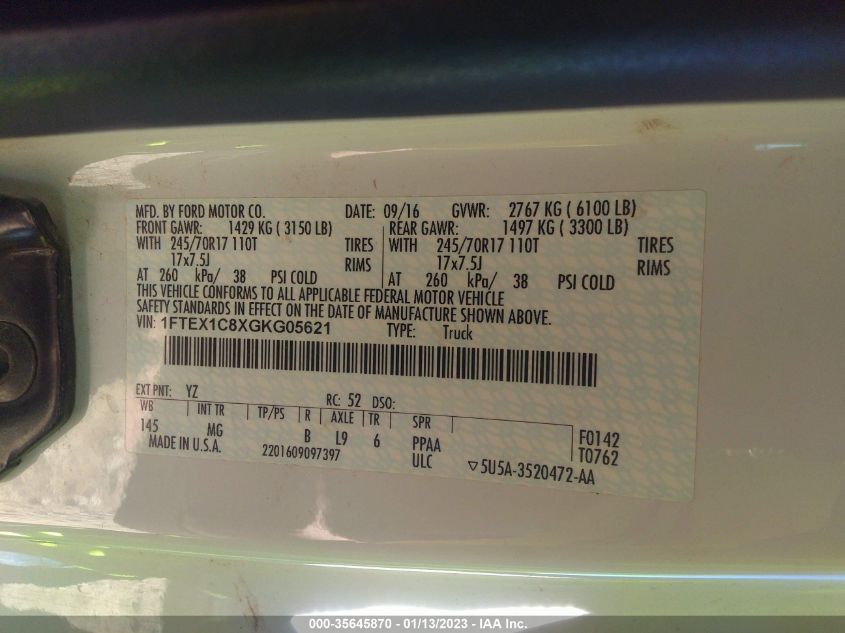 MFD. BY FORD MOTOR CO. DATE: 09/16 GVWR: 2767 KG ( 6100 LB)
FRONT GAWR: 1429 KG ( 3150 LB) REAR GAWR: 1497 KG ( 3300 LB)
WITH 245/70R17 110T TIRES WITH 245/70R17 110T TIRES
17x7.5J RIMS 17x7.5J RIMS
AT 260 kPa/ 38 PSI COLD AT 260 kPa/ 38 PSI COLD
THIS VEHICLE CONFORMS TO ALL APPLICABLE FEDERAL MOTOR VEHICLE
SAFETY STANDARDS IN EFFECT ON THE DATE OF MANUFACTURE SHOWN ABOVE.
VIN: 1FTEX1C8XGKG05621 TYPE: Truck
EXT PNT: YZ RC: 52 DSO:
WB INT TR TP/PS R AXLE TR SPR
145 MG B L9 6 PPAA F0142
MADE IN U.S.A. 2201609097397 ULC T0762
▽5U5A-3520472-AA
000-35645870 - 01/13/2023 - IAA Inc.